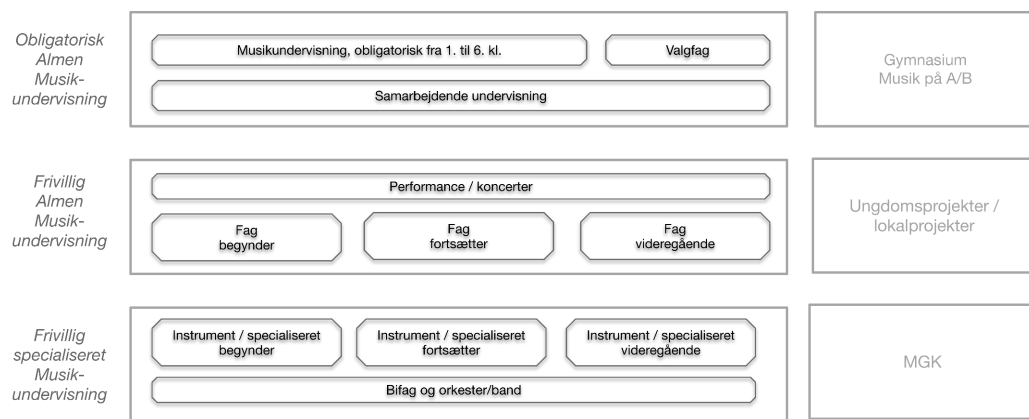 Obligatorisk
Almen
Musik-
undervisning
Musikundervisning, obligatorisk fra 1. til 6. kl.
Valgfag
Samarbejdende undervisning
Gymnasium
Musik på A/B
Frivillig
Almen
Musik-
undervisning
Performance / koncerter
Fag
begynder
Fag
fortsætter
Fag
videregående
Ungdomsprojekter /
lokalprojekter
Frivillig
specialiseret
Musik-
undervisning
Instrument / specialiseret
begynder
Instrument / specialiseret
fortsætter
Instrument / specialiseret
videregående
Bifag og orkester/band
MGK